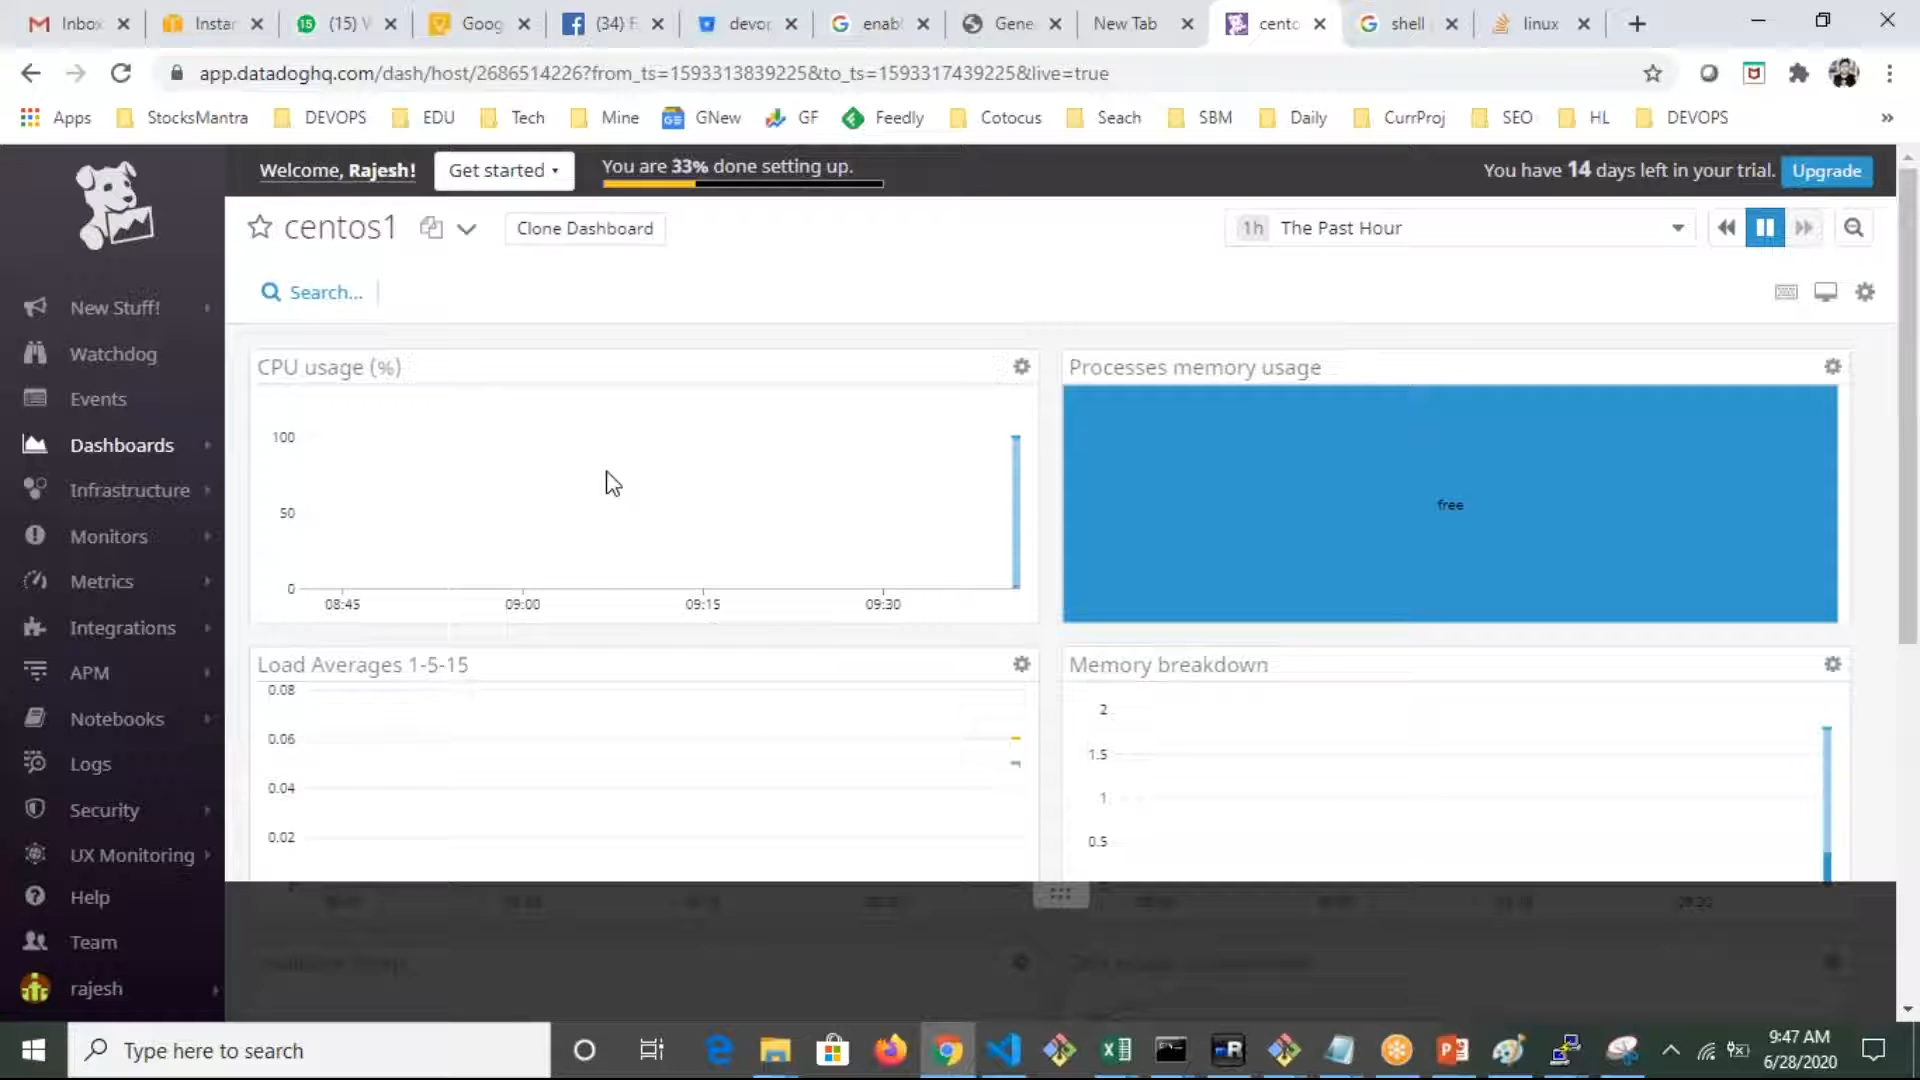 Inbox
Instar
(15) V
Goog
(34) F
devop
enab
Gene
New Tab
cento
shell
linux
app.datadoghq.com/dash/host/2686514226?from_ts=1593313839225&to_ts=1593317439225&live=true
Apps
StocksMantra
DEVOPS
EDU
Tech
Mine
GNew
GF
Feedly
Cotocus
Seach
SBM
Daily
CurrProj
SEO
HL
DEVOPS
»
Welcome, Rajesh!
Get started
You are 33% done setting up.
You have 14 days left in your trial.
Upgrade
centos1
Clone Dashboard
1h The Past Hour
Search...
New Stuff!
Watchdog
Events
Dashboards
Infrastructure
Monitors
Metrics
Integrations
APM
Notebooks
Logs
Security
UX Monitoring
Help
Team
rajesh
CPU usage (%)
100
50
0
08:45
09:00
09:15
09:30
Processes memory usage
free
Load Averages 1-5-15
0.08
0.06
0.04
0.02
Memory breakdown
2
1.5
1
0.5
Type here to search
9:47 AM
6/28/2020